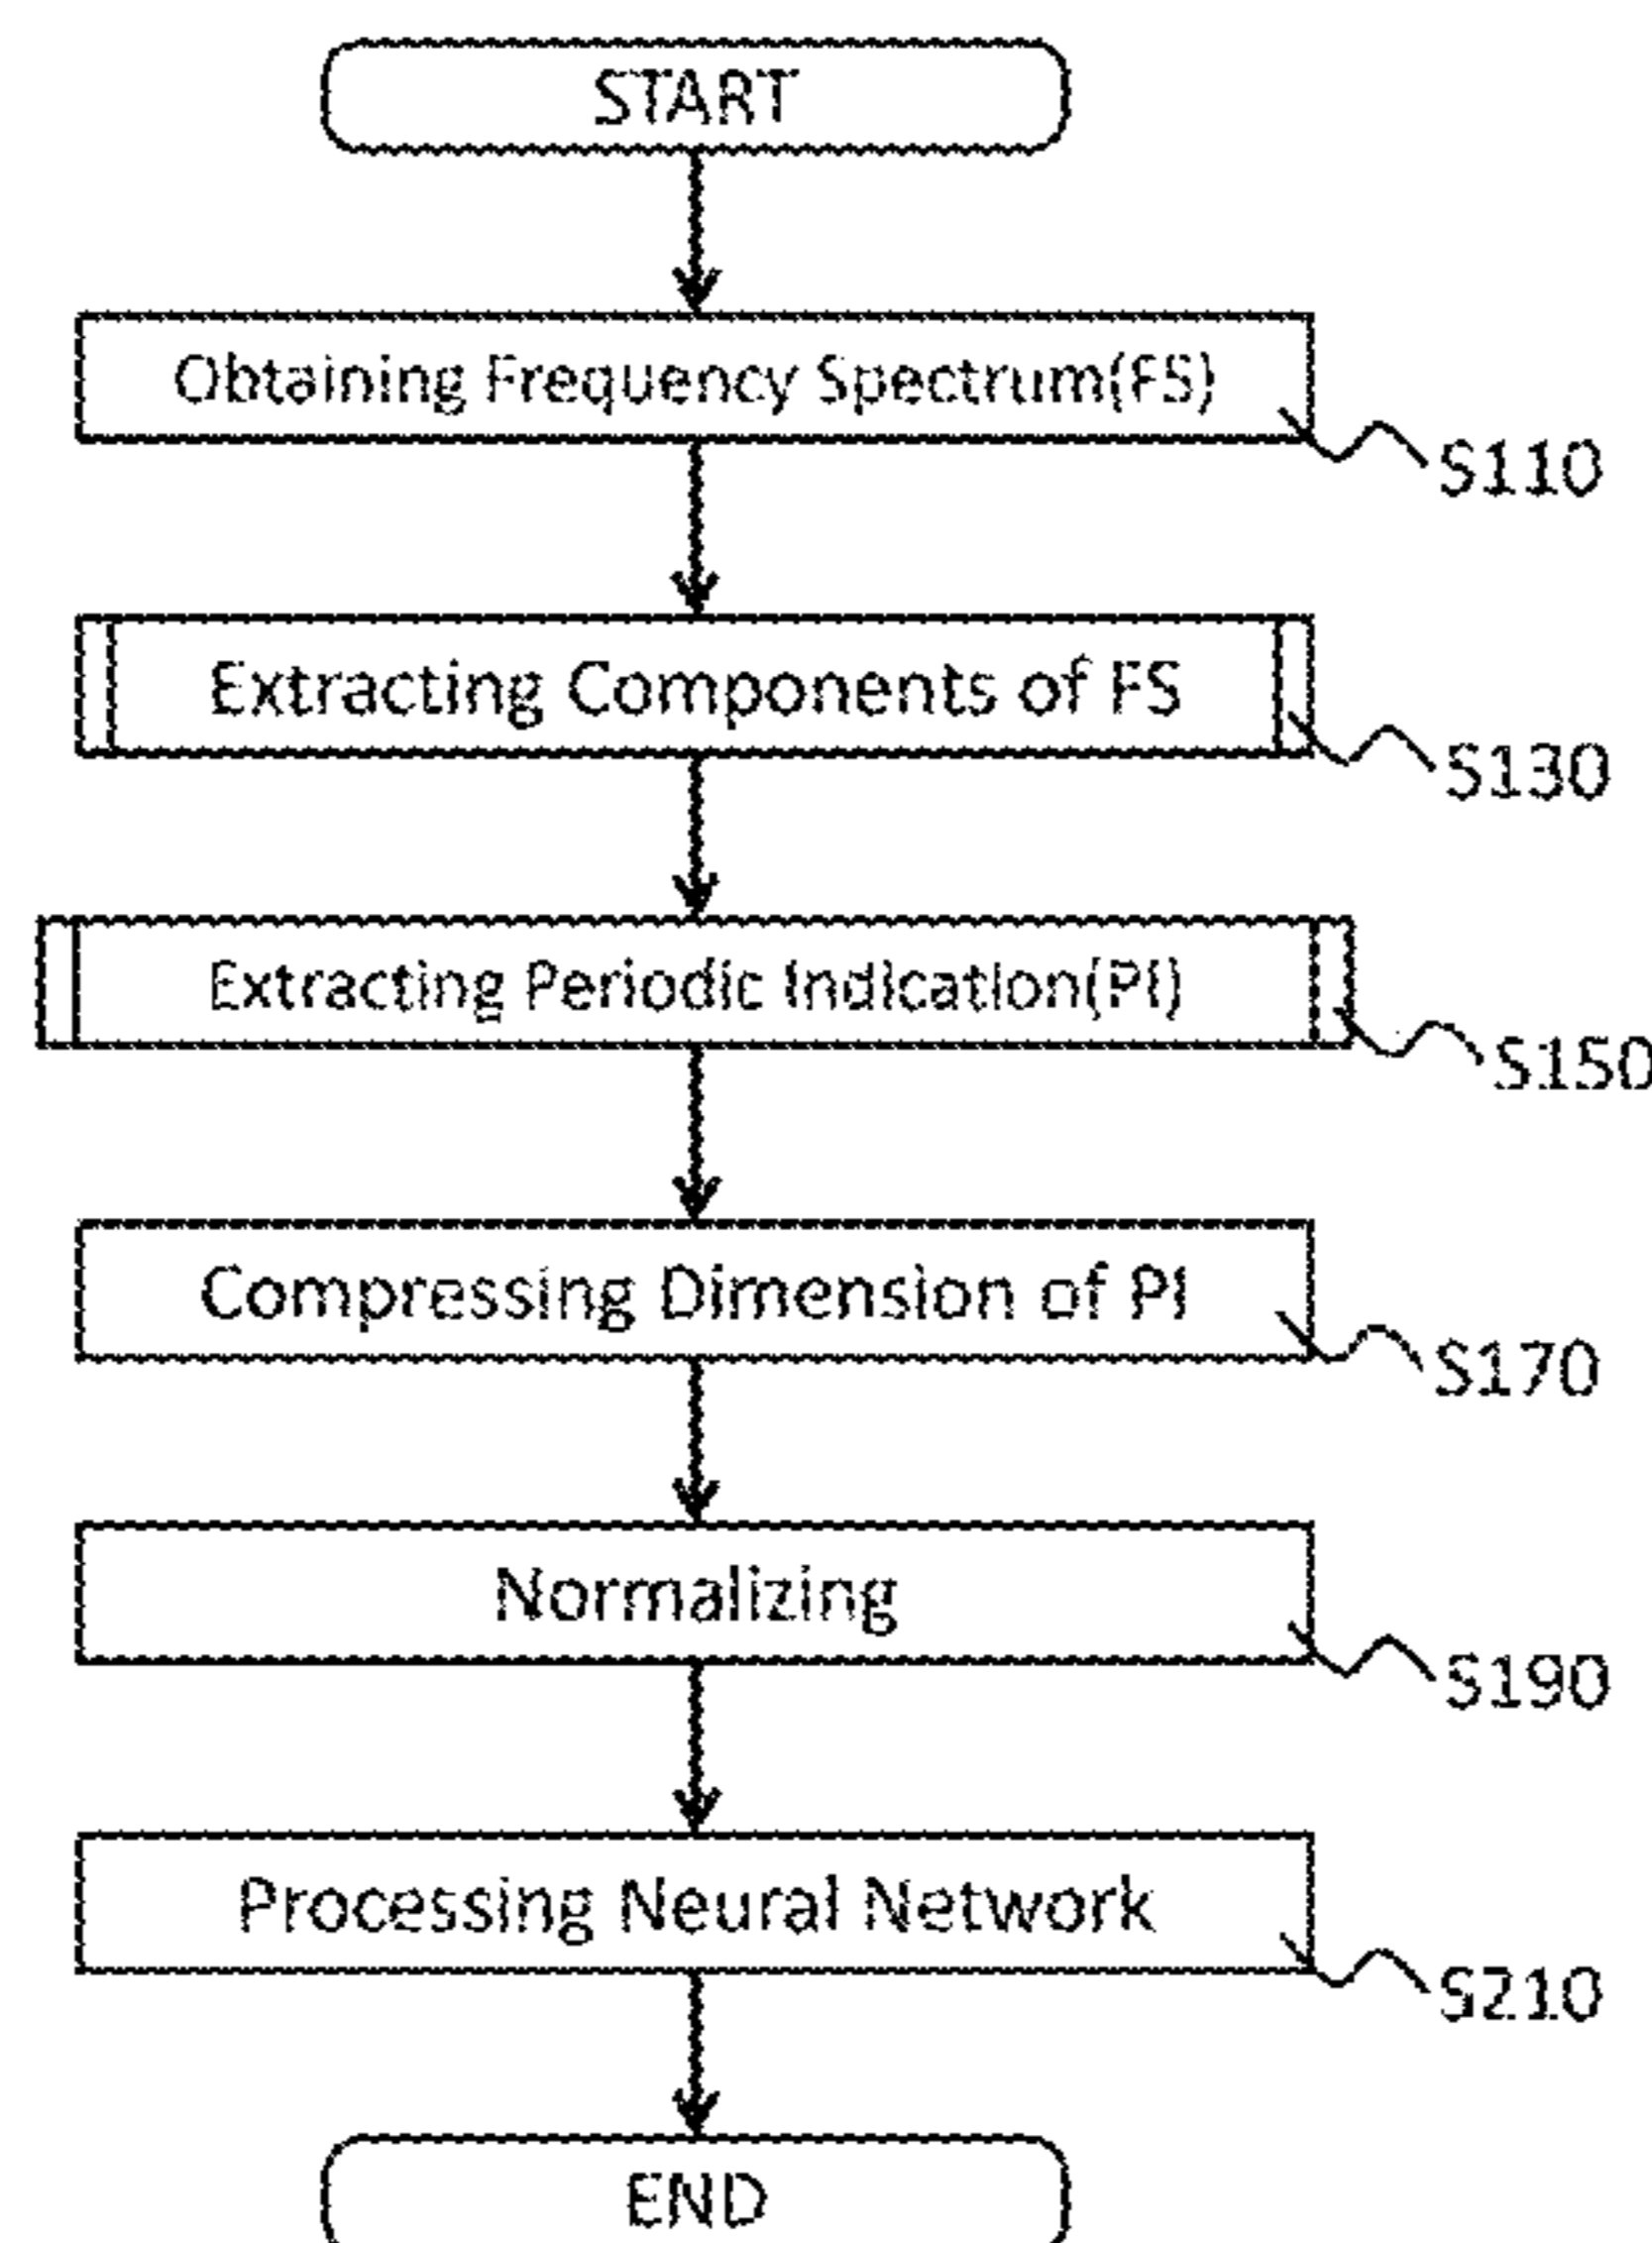 START
Obtaining Frequency Spectrum(FS)
S110
Extracting Components of FS
S130
Extracting Periodic Indication(PI)
S150
Compressing Dimension of PI
S170
Normalizing
S190
Processing Neural Network
S210
END